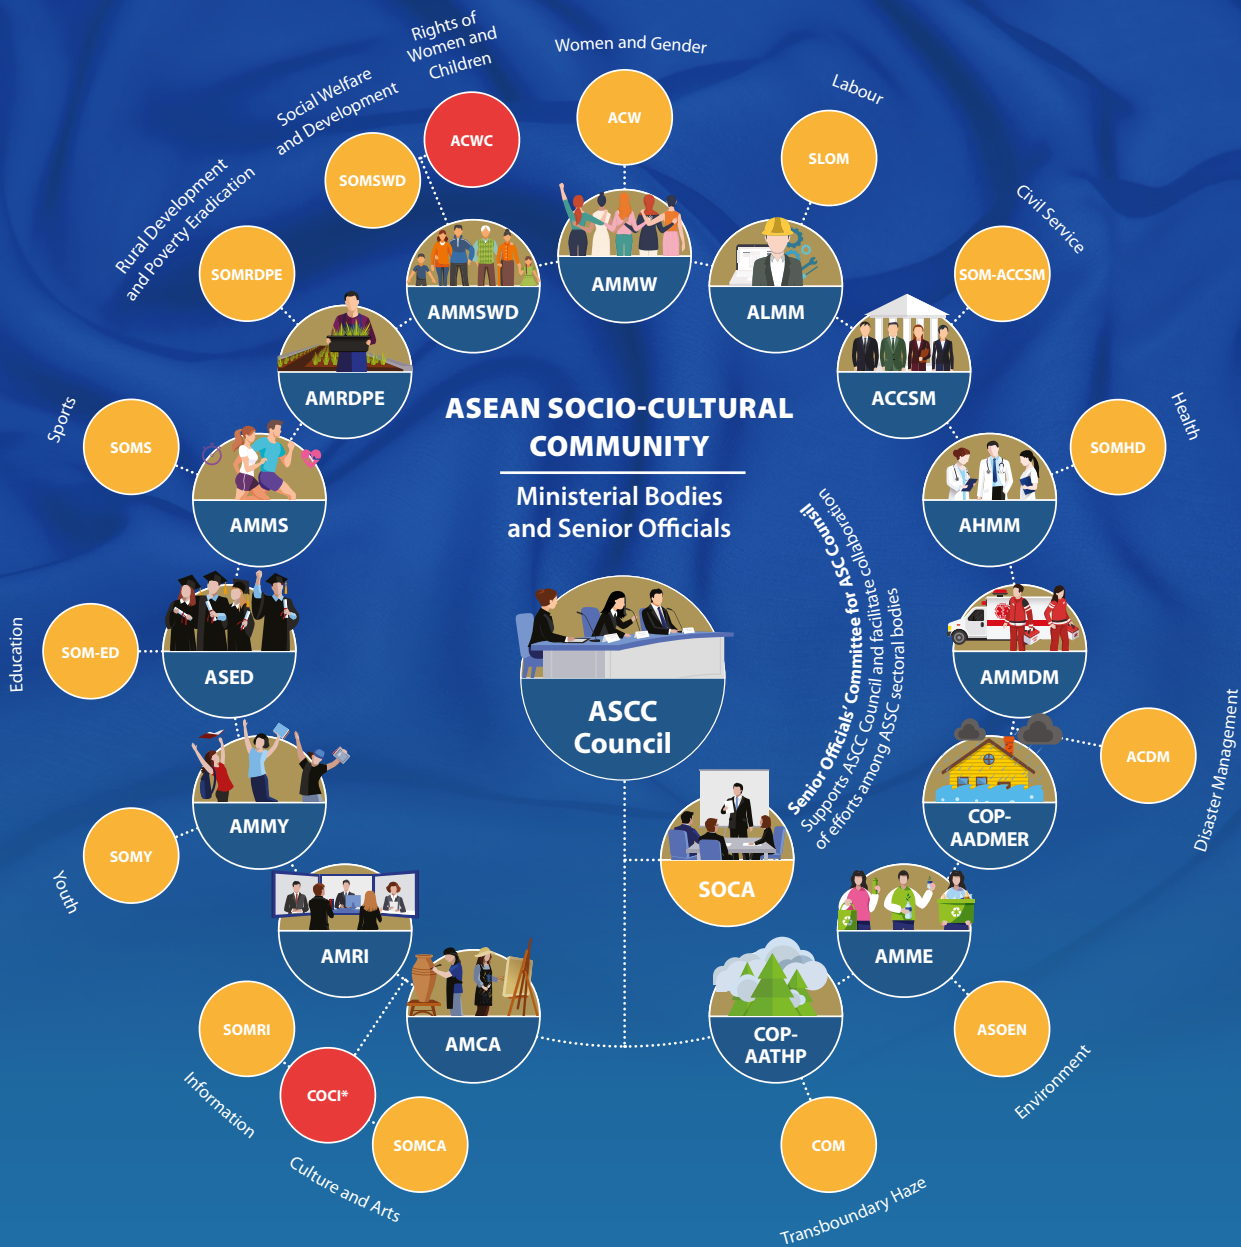 Rights of
Women and
Children
Women and Gender
Labour
Social Welfare
and Development
ACWC
ACW
SLOM
SOMSWD
Civil Service
Rural Development
and Poverty Eradication
SOMRDPE
SOM-ACCSM
AMMSWD
AMMW
ALMM
AMRDPE
ACCSM
Sports
SOMS
Health
SOMHD
ASEAN SOCIO-CULTURAL
COMMUNITY
Ministerial Bodies
and Senior Officials
AMMS
AHMM
Senior Officials' Committee for ASC Counsil
Supports ASCC Council and facilitate collaboration
of efforts among ASSC sectoral bodies
Education
SOM-ED
ASED
AMMDM
ASCC
Council
ACDM
Disaster Management
AMMY
COP-
AADMER
SOMY
Youth
SOCA
AMRI
AMME
SOMRI
Information
AMCA
COP-
AATHP
ASOEN
Environment
COCI*
SOMCA
Culture and Arts
COM
Transboundary Haze